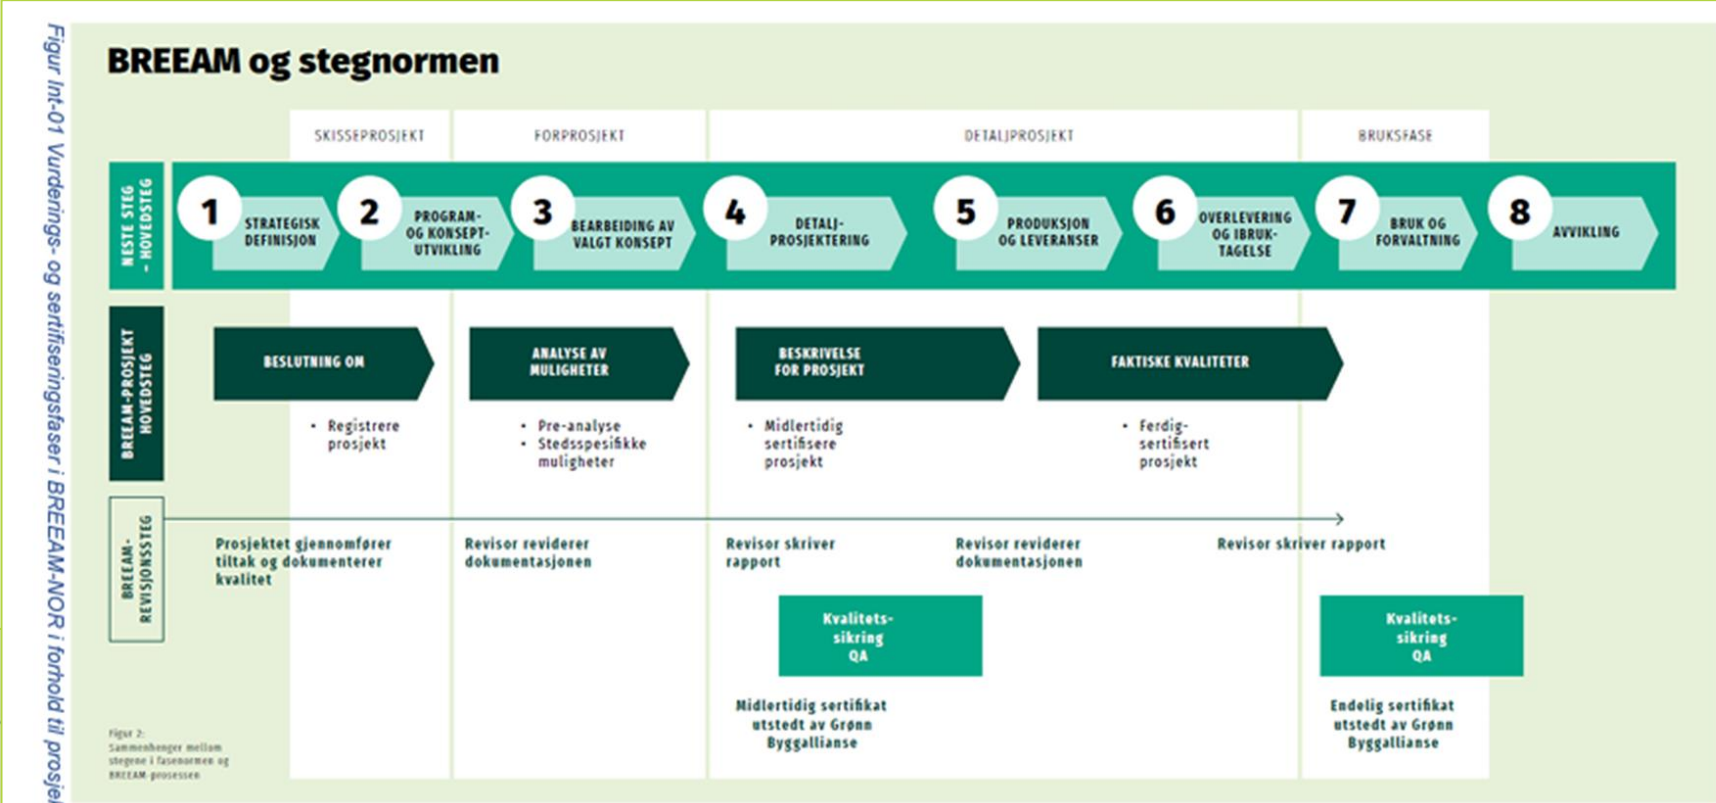 Figur Int-01 Vurderings- og sertifiseringsfaser i BREEAM-NOR i forhold til
BREEAM og stegnormen
SKISSEPROSJEKT
FORPROSJEKT
DETALJPROSJEKT
BRUKSFASE
NESTE STEG
– HOVEDSTEG
1
STRATEGISK
DEFINISJON
2
PROGRAM-
OG KONSEPT-
UTVIKLING
3
BEARBEIDING AV
VALGT KONSEPT
4
DETALJ-
PROSJEKTERING
5
PRODUKSJON
OG LEVERANSER
6
OVERLEVERING
OG IBRUK-
TAGELSE
7
BRUK OG
FORVALTNING
8
AVVIKLING
BREEAM-PROSJEKT
HOVEDSTEG
BESLUTNING OM
ANALYSE AV
MULIGHETER
BESKRIVELSE
FOR PROSJEKT
FAKTISKE KVALITETER
• Registrere
prosjekt
• Pre-analyse
• Stedsspesifikke
muligheter
• Midlertidig
sertifisere
prosjekt
• Ferdig-
sertifisert
prosjekt
BREEAM-
REVISJONSSTEG
Prosjektet gjennomfører
tiltak og dokumenterer
kvalitet
Revisor reviderer
dokumentasjonen
Revisor skriver
rapport
Revisor reviderer
dokumentasjonen
Revisor skriver rapport
Kvalitets-
sikring
QA
Kvalitets-
sikring
QA
Midlertidig sertifikat
utstedt av Grønn
Byggallianse
Endelig sertifikat
utstedt av Grønn
Byggallianse
Figur 2:
Sammenhenger mellom
stegene i fasenormen og
BREEAM-prosessen